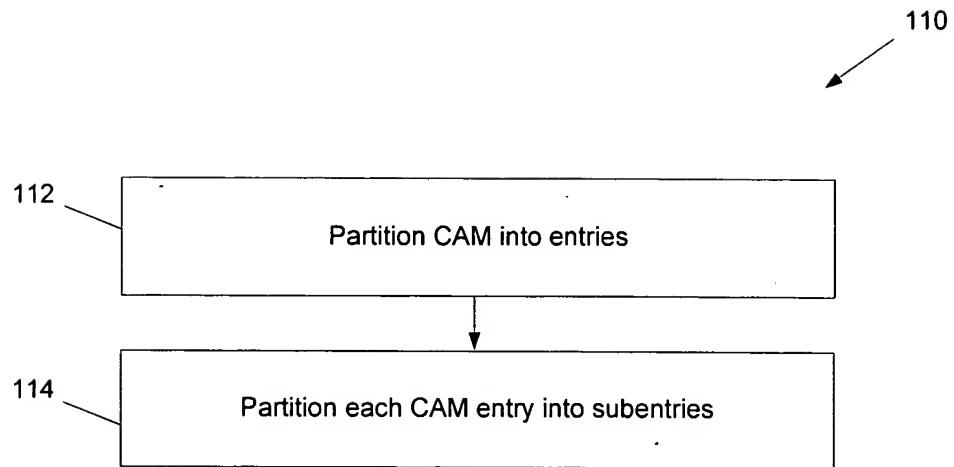 110
112
Partition CAM into entries
114
Partition each CAM entry into subentries